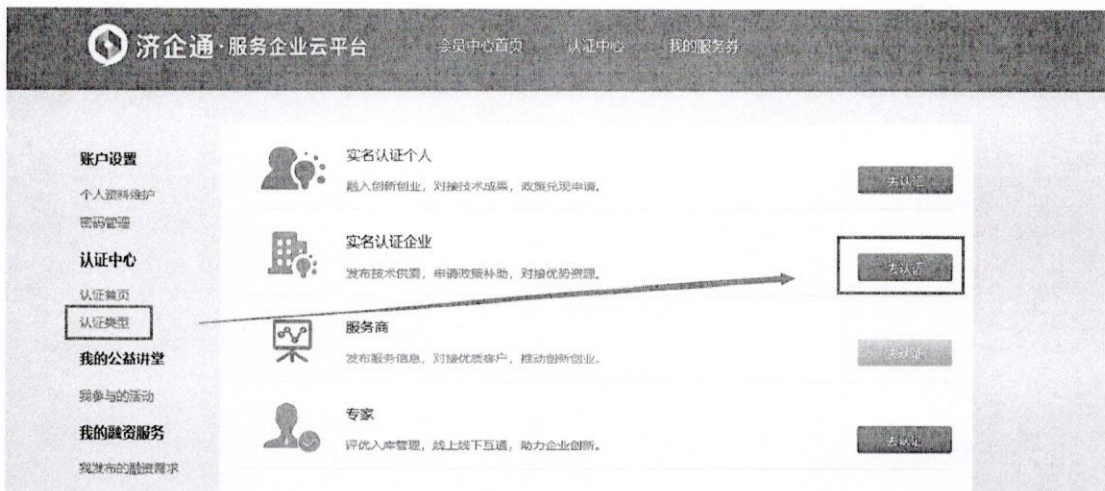 济企通·服务企业云平台 会员中心首页 认证中心 我的服务券
账户设置
个人资料维护
密码管理
认证中心
认证首页
认证类型
我的公益讲堂
我参与的活动
我的融资服务
我发布的融资需求
实名认证个人
融入创新创业，对接技术成果，政策兑现申请。
去认证
实名认证企业
发布技术供需，申请政策补助，对接优势资源。
去认证
服务商
发布服务信息，对接优质客户，推动创新创业。
去认证
专家
评优入库管理，线上线下互通，助力企业创新。
去认证